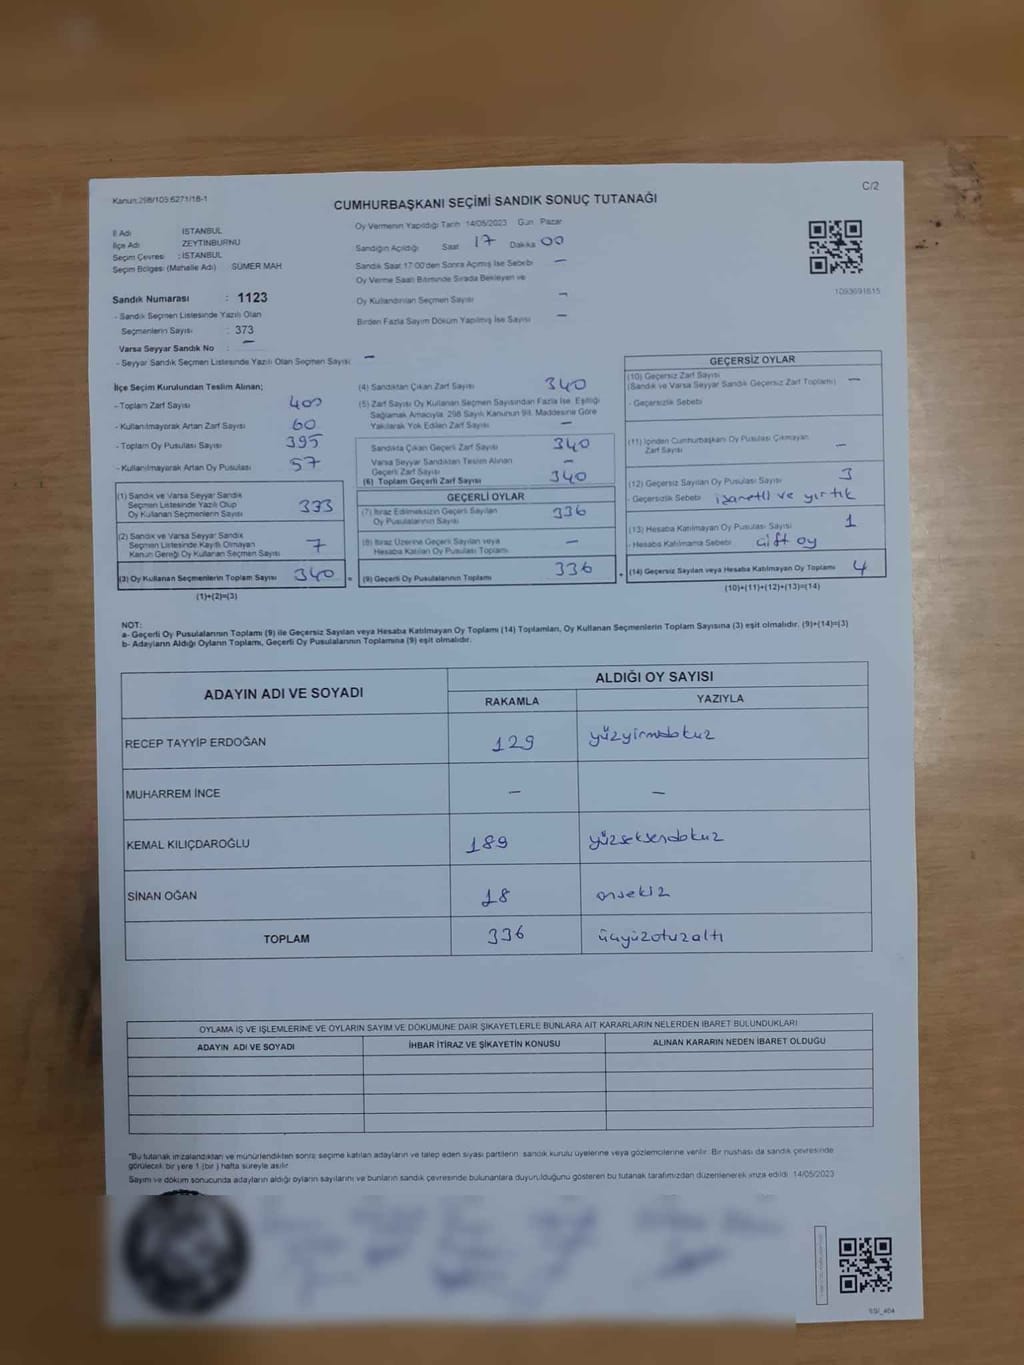 Kanun:298/105:6271/18-1
C/2
CUMHURBAŞKANI SEÇİMİ SANDIK SONUÇ TUTANAĞI
İl Adı İSTANBUL
İlçe Adı ZEYTİNBURNU
Seçim Çevresi : İSTANBUL
Seçim Bölgesi (Mahalle Adı) SÜMER MAH
Oy Vermenin Yapıldığı Tarih 14/05/2023 Gün Pazar
Sandığın Açıldığı Saat 17 Dakika 00
Sandık Saat 17:00'den Sonra Açılmış İse Sebebi —
Oy Verme Saati Bitiminde Sırada Bekleyen ve
Oy Kullandırılan Seçmen Sayısı —
Birden Fazla Sayım Döküm Yapılmış İse Sayısı —
1093691615
Sandık Numarası : 1123
- Sandık Seçmen Listesinde Yazılı Olan
Seçmenlerin Sayısı : 373
Varsa Seyyar Sandık No : —
- Seyyar Sandık Seçmen Listesinde Yazılı Olan Seçmen Sayısı : —
İlçe Seçim Kurulundan Teslim Alınan;
- Toplam Zarf Sayısı 400
- Kullanılmayarak Artan Zarf Sayısı 60
- Toplam Oy Pusulası Sayısı 395
- Kullanılmayarak Artan Oy Pusulası 57
(1) Sandık ve Varsa Seyyar Sandık
Seçmen Listesinde Yazılı Olup
Oy Kullanan Seçmenlerin Sayısı 333
(2) Sandık ve Varsa Seyyar Sandık
Seçmen Listesinde Kayıtlı Olmayan
Kanun Gereği Oy Kullanan Seçmen Sayısı 7
(3) Oy Kullanan Seçmenlerin Toplam Sayısı 340
(1)+(2)=(3)
(4) Sandıktan Çıkan Zarf Sayısı 340
(5) Zarf Sayısı Oy Kullanan Seçmen Sayısından Fazla İse, Eşitliği
Sağlamak Amacıyla, 298 Sayılı Kanunun 98. Maddesine Göre
Yakılarak Yok Edilen Zarf Sayısı —
Sandıkta Çıkan Geçerli Zarf Sayısı 340
Varsa Seyyar Sandıktan Teslim Alınan
Geçerli Zarf Sayısı —
(6) Toplam Geçerli Zarf Sayısı 340
GEÇERLİ OYLAR
(7) İtiraz Edilmeksizin Geçerli Sayılan
Oy Pusulalarının Sayısı 336
(8) İtiraz Üzerine Geçerli Sayılan veya
Hesaba Katılan Oy Pusulası Toplamı —
= (9) Geçerli Oy Pusulalarının Toplamı 336
GEÇERSİZ OYLAR
(10) Geçersiz Zarf Sayısı
(Sandık ve Varsa Seyyar Sandık Geçersiz Zarf Toplamı) —
- Geçersizlik Sebebi
(11) İçinden Cumhurbaşkanı Oy Pusulası Çıkmayan
Zarf Sayısı —
(12) Geçersiz Sayılan Oy Pusulası Sayısı 3
- Geçersizlik Sebebi işaretli ve yırtık
(13) Hesaba Katılmayan Oy Pusulası Sayısı 1
- Hesaba Katılmama Sebebi çift oy
+ (14) Geçersiz Sayılan veya Hesaba Katılmayan Oy Toplamı 4
(10)+(11)+(12)+(13)=(14)
NOT:
a- Geçerli Oy Pusulalarının Toplamı (9) ile Geçersiz Sayılan veya Hesaba Katılmayan Oy Toplamı (14) Toplamları, Oy Kullanan Seçmenlerin Toplam Sayısına (3) eşit olmalıdır. (9)+(14)=(3)
b- Adayların Aldığı Oyların Toplamı, Geçerli Oy Pusulalarının Toplamına (9) eşit olmalıdır.
ADAYIN ADI VE SOYADI ALDIĞI OY SAYISI
RAKAMLA YAZIYLA
RECEP TAYYİP ERDOĞAN 129 yüzyirmidokuz
MUHARREM İNCE — —
KEMAL KILIÇDAROĞLU 189 yüzseksendokuz
SİNAN OĞAN 18 onsekiz
TOPLAM 336 üçyüzotuzaltı
OYLAMA İŞ VE İŞLEMLERİNE VE OYLARIN SAYIM VE DÖKÜMÜNE DAİR ŞİKAYETLERLE BUNLARA AİT KARARLARIN NELERDEN İBARET BULUNDUKLARI
ADAYIN ADI VE SOYADI İHBAR İTİRAZ VE ŞİKAYETİN KONUSU ALINAN KARARIN NEDEN İBARET OLDUĞU
"Bu tutanak imzalandıktan ve mühürlendikten sonra seçime katılan adayların ve talep eden siyasi partilerin sandık kurulu üyelerine veya gözlemcilerine verilir. Bir nüshası da sandık çevresinde
görülecek bir yere 1 (bir) hafta süreyle asılır.
Sayım ve döküm sonucunda adayların aldığı oyların sayılarını ve bunların sandık çevresinde bulunanlara duyurulduğunu gösteren bu tutanak tarafımızdan düzenlenerek imza edildi. 14/05/2023